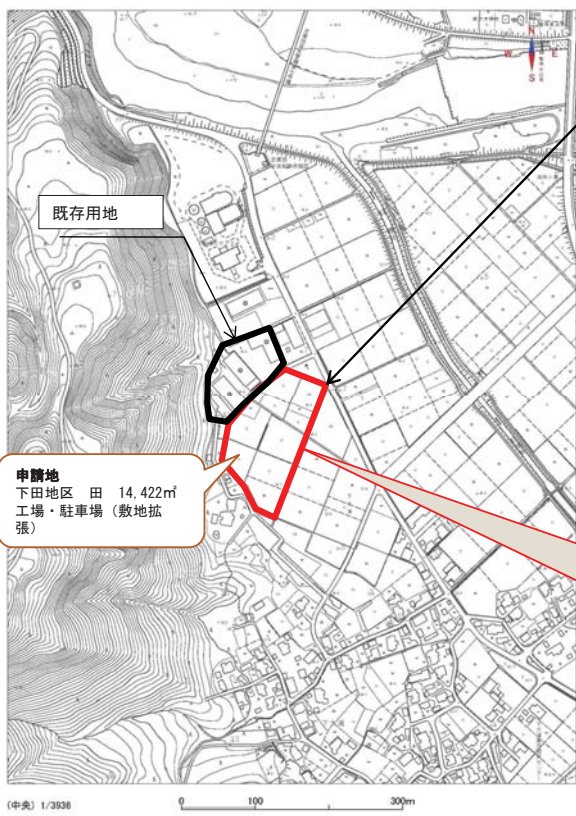 N
W E
S
既存用地
申請地
下田地区 田 14,422㎡
工場・駐車場（敷地拡
張）
(中央) 1/3936
0 100 300m